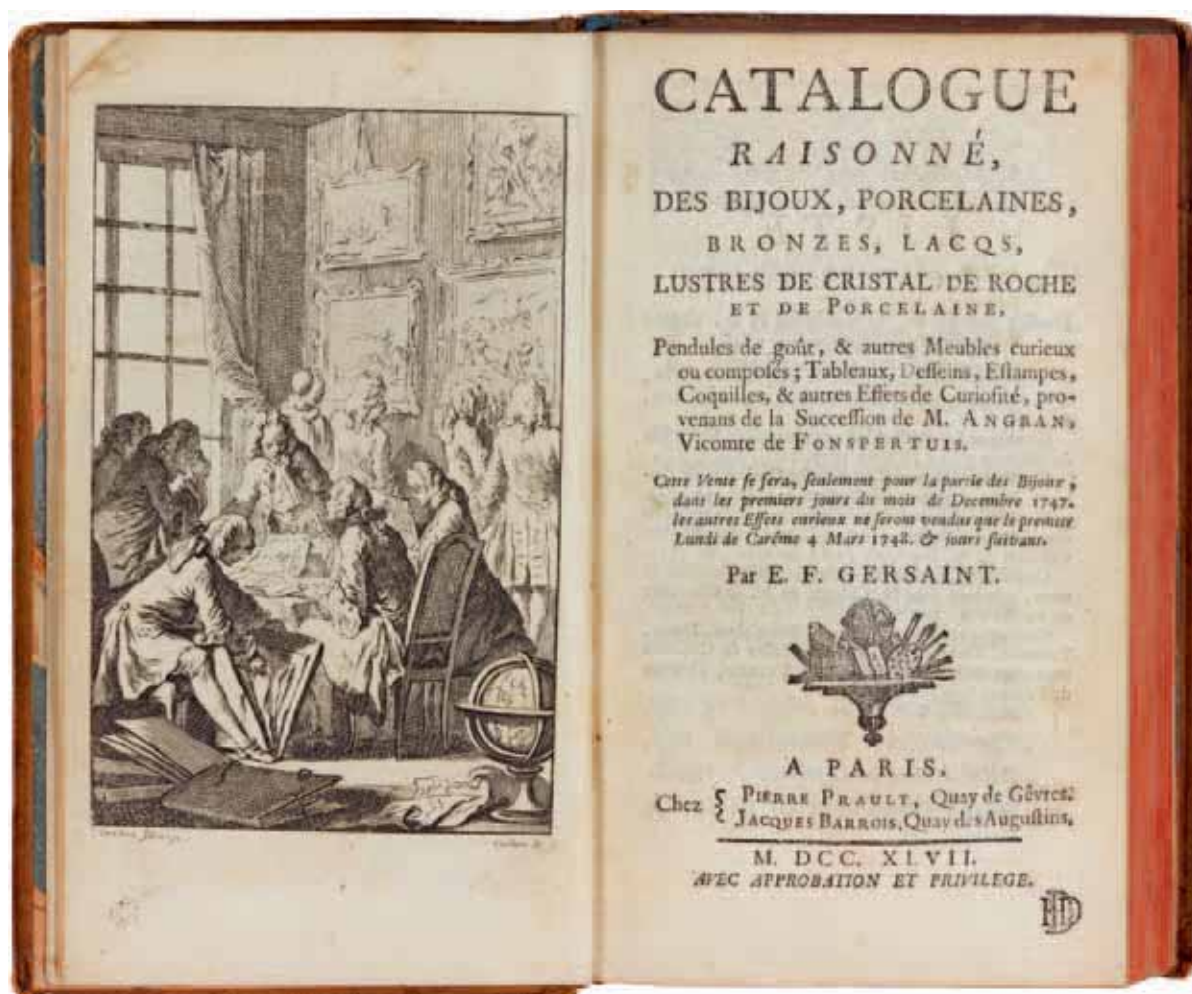 CATALOGUE
RAISONNÉ,
DES BIJOUX, PORCELAINES,
BRONZES, LACQS,
LUSTRES DE CRISTAL DE ROCHE
ET DE PORCELAINE,
Pendules de goût, & autres Meubles curieux
ou composés ; Tableaux, Desseins, Estampes,
Coquilles, & autres Effets de Curiosité, pro-
venans de la Succession de M. ANGRAN,
Vicomte de FONSPERTUIS.
Cette Vente se fera, seulement pour la partie des Bijoux,
dans les premiers jours du mois de Decembre 1747.
les autres Effets curieux ne seront vendus que le premier
Lundi de Carême 4 Mars 1748. & jours suivans.
Par E. F. GERSAINT.
A PARIS.
Chez PIERRE PRAULT, Quay de Gêvres.
JACQUES BARROIS, Quay des Augustins.
M. DCC. XLVII.
AVEC APPROBATION ET PRIVILEGE.